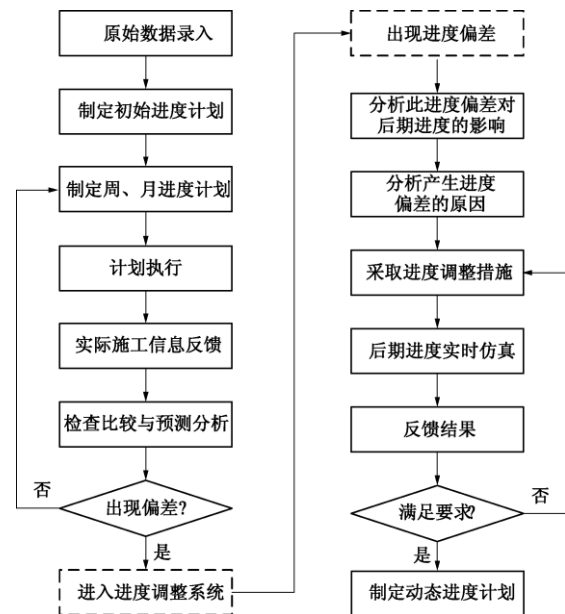 原始数据录入
制定初始进度计划
制定周、月进度计划
计划执行
实际施工信息反馈
检查比较与预测分析
否
出现偏差?
是
进入进度调整系统
出现进度偏差
分析此进度偏差对
后期进度的影响
分析产生进度
偏差的原因
采取进度调整措施
后期进度实时仿真
反馈结果
满足要求?
否
是
制定动态进度计划